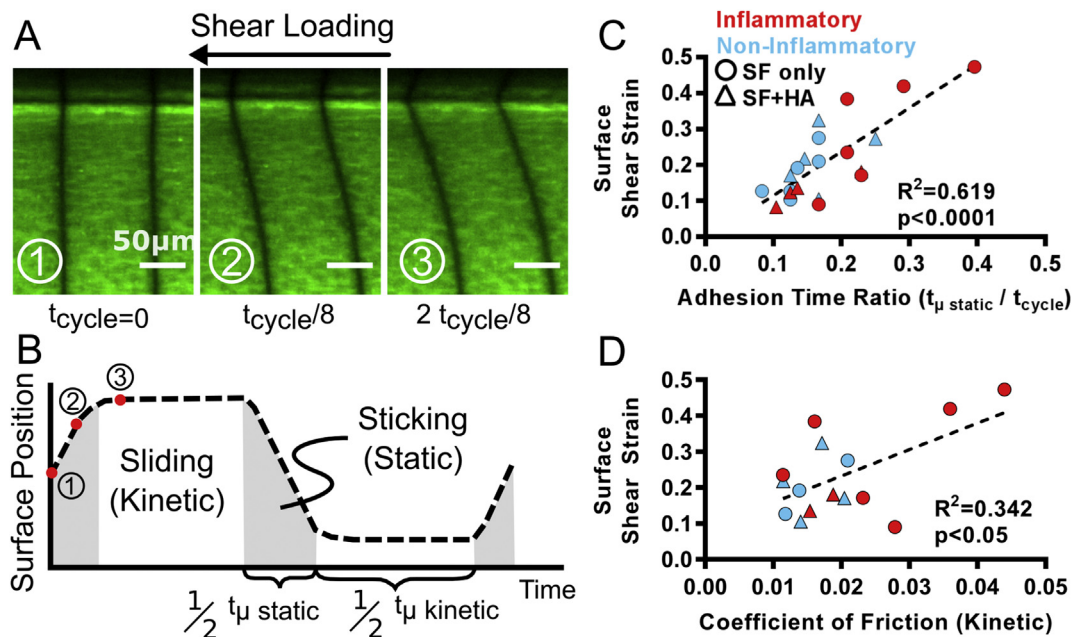 A
Shear Loading
50μm
1
2
3
tcycle=0
tcycle/8
2 tcycle/8
B
Surface Position
1
2
3
Sliding
(Kinetic)
Sticking
(Static)
Time
1/2 tμ static
1/2 tμ kinetic
C
Inflammatory
Non-Inflammatory
SF only
SF+HA
Surface
Shear Strain
0.5
0.4
0.3
0.2
0.1
0.0
R²=0.619
p<0.0001
0.0 0.1 0.2 0.3 0.4 0.5
Adhesion Time Ratio (tμ static / tcycle)
D
Surface
Shear Strain
0.5
0.4
0.3
0.2
0.1
0.0
R²=0.342
p<0.05
0.00 0.01 0.02 0.03 0.04 0.05
Coefficient of Friction (Kinetic)